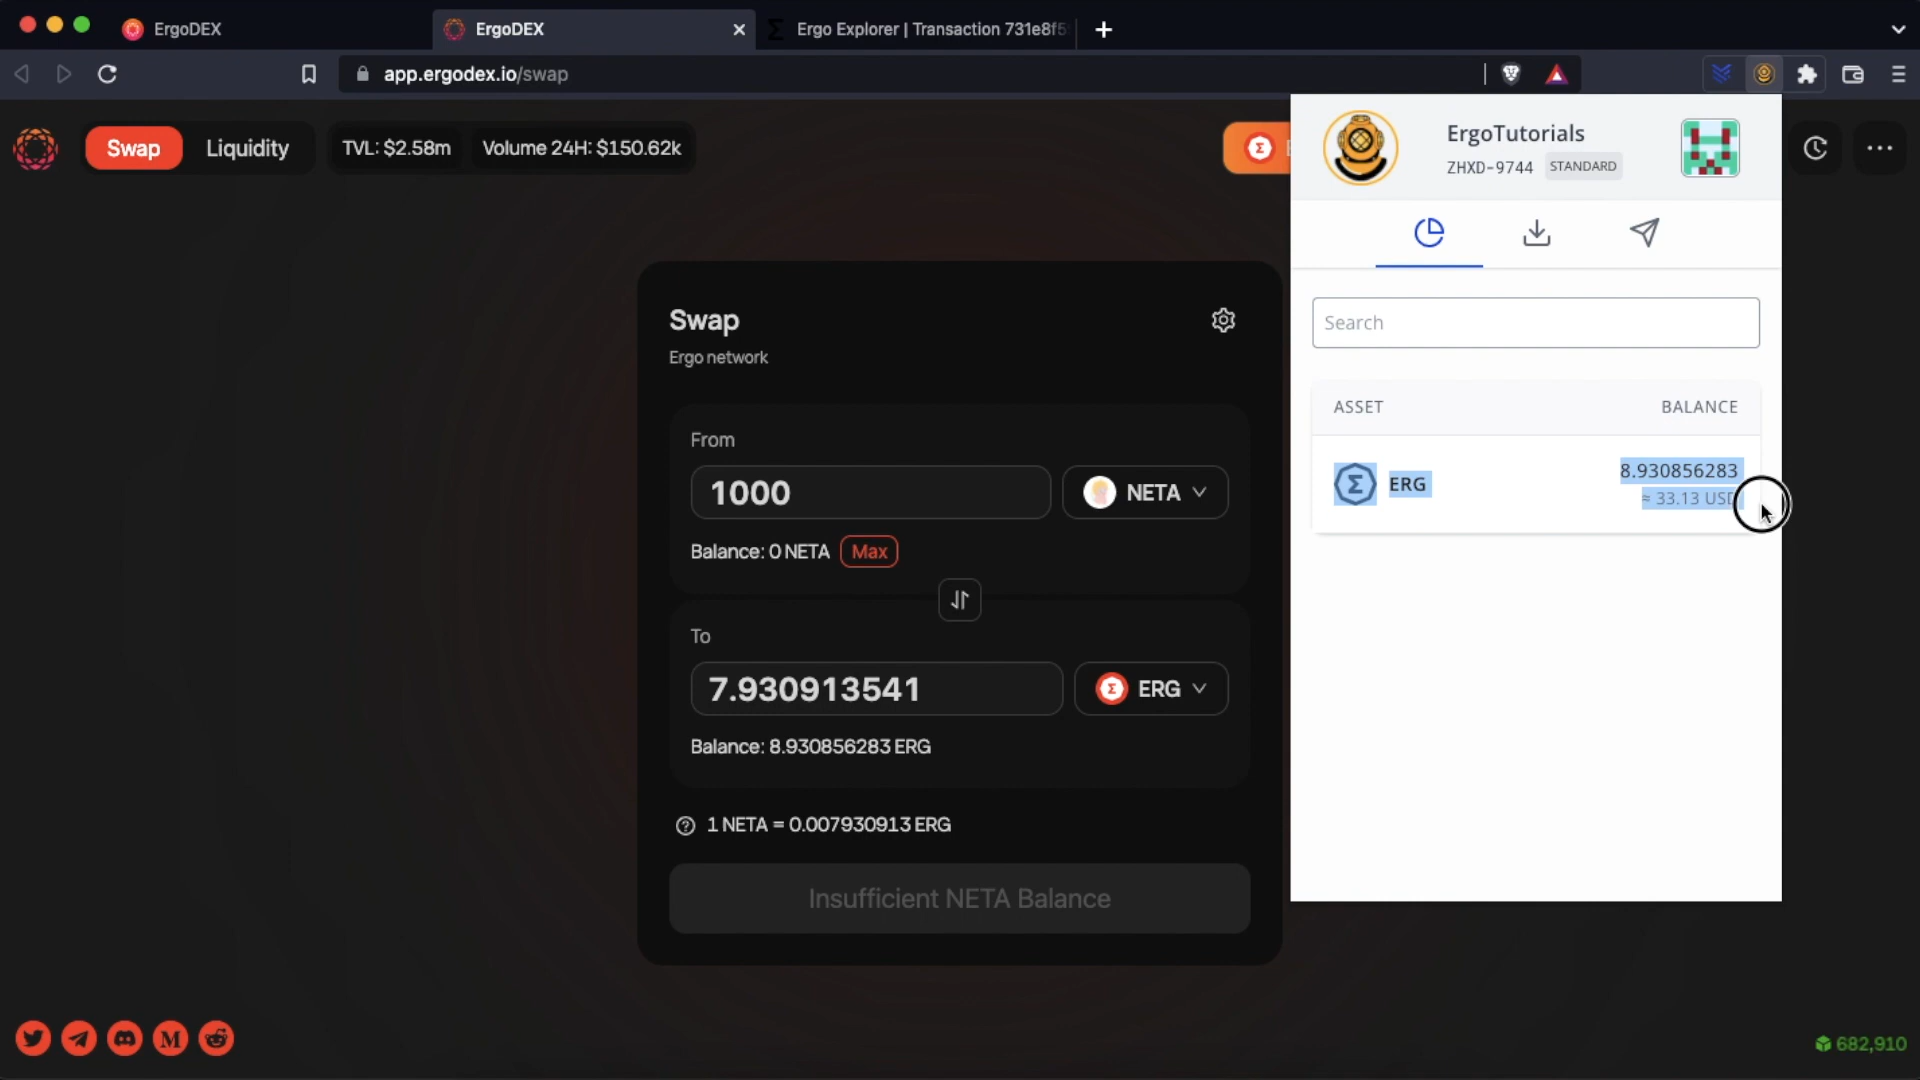 ErgoDEX
ErgoDEX
Ergo Explorer | Transaction 731e8f5
app.ergodex.io/swap
Swap
Liquidity
TVL: $2.58m
Volume 24H: $150.62k
ErgoTutorials
ZHXD-9744
STANDARD
Search
ASSET
BALANCE
ERG
8.930856283
≈ 33.13 USD
Swap
Ergo network
From
1000
NETA
Balance: 0 NETA
Max
To
7.930913541
ERG
Balance: 8.930856283 ERG
1 NETA = 0.007930913 ERG
Insufficient NETA Balance
682,910